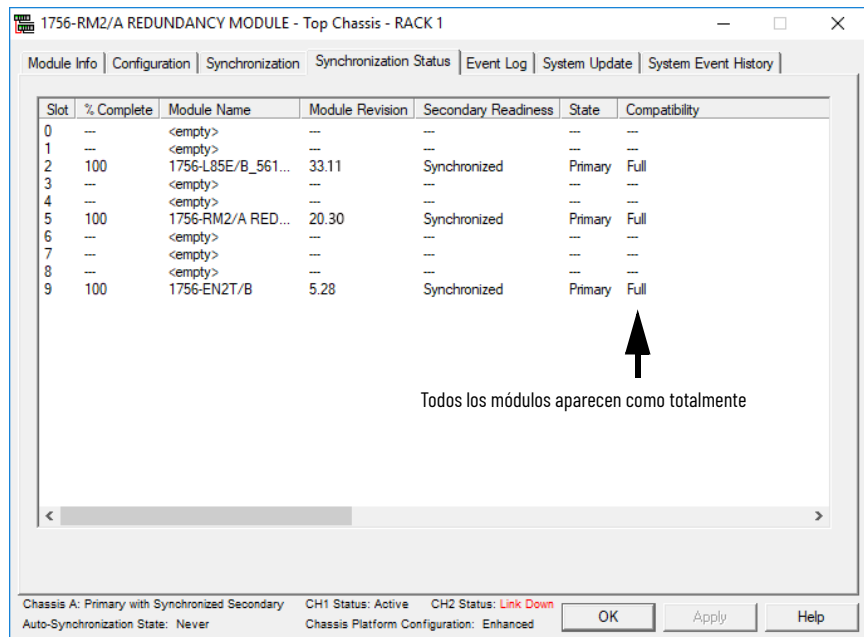 1756-RM2/A REDUNDANCY MODULE - Top Chassis - RACK 1
Module Info Configuration Synchronization Synchronization Status Event Log System Update System Event History
Slot % Complete Module Name Module Revision Secondary Readiness State Compatibility
0 --- <empty> --- --- --- ---
1 --- <empty> --- --- --- ---
2 100 1756-L85E/B_561... 33.11 Synchronized Primary Full
3 --- <empty> --- --- --- ---
4 --- <empty> --- --- --- ---
5 100 1756-RM2/A RED... 20.30 Synchronized Primary Full
6 --- <empty> --- --- --- ---
7 --- <empty> --- --- --- ---
8 --- <empty> --- --- --- ---
9 100 1756-EN2T/B 5.28 Synchronized Primary Full
Todos los módulos aparecen como totalmente
Chassis A: Primary with Synchronized Secondary CH1 Status: Active CH2 Status: Link Down
Auto-Synchronization State: Never Chassis Platform Configuration: Enhanced
OK Apply Help